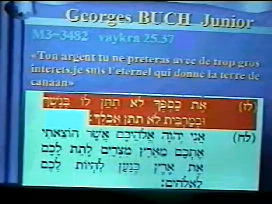 Georges BUCH Junior
M3-3482 vaykra 25.37
«Ton argent tu ne preteras avec de trop gros
interets,je suis l'eternel qui donne la terre de
canaan»
(לז) את כספך לא תתן לו בנשך
ובמרבית לא תתן אכלך:
(לח) אני יהוה אלהיכם אשר הוצאתי
אתכם מארץ מצרים לתת לכם
את ארץ כנען להיות לכם
לאלהים: